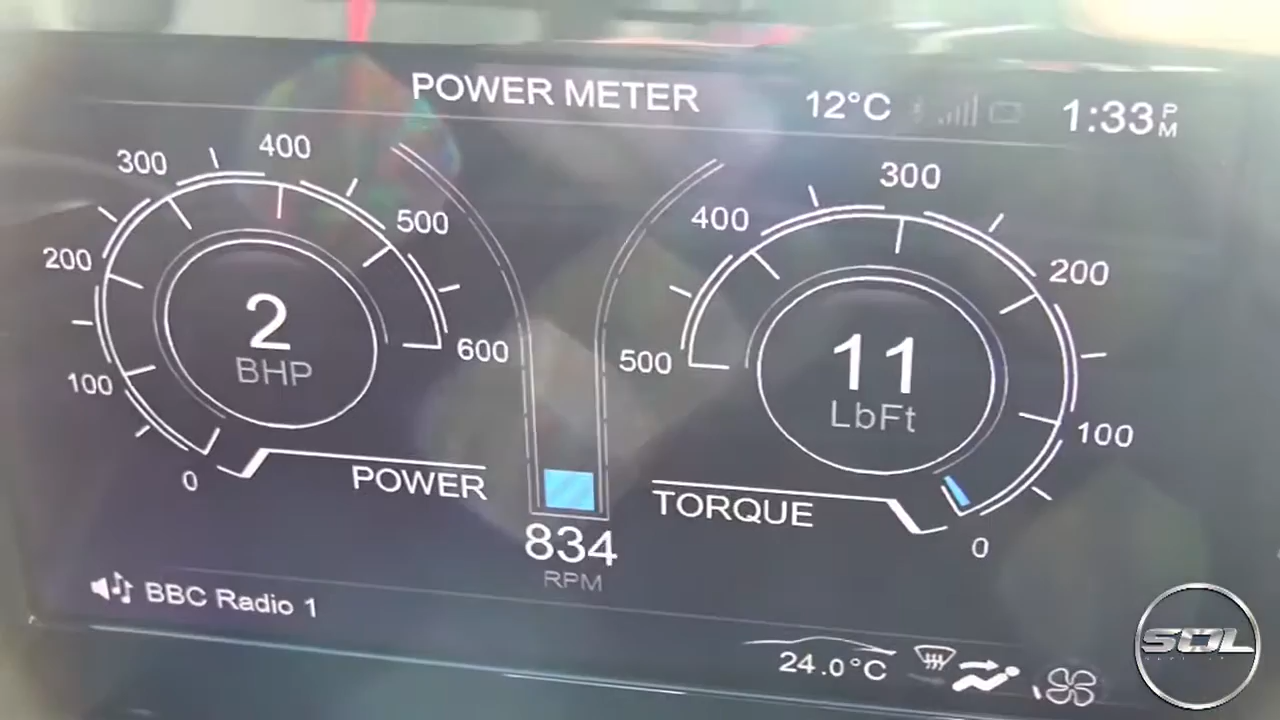 POWER METER
12°C
1:33 PM
300
400
200
500
100
600
0
2
BHP
POWER
300
400
200
500
100
0
11
LbFt
TORQUE
834
RPM
BBC Radio 1
24.0°C
SOL